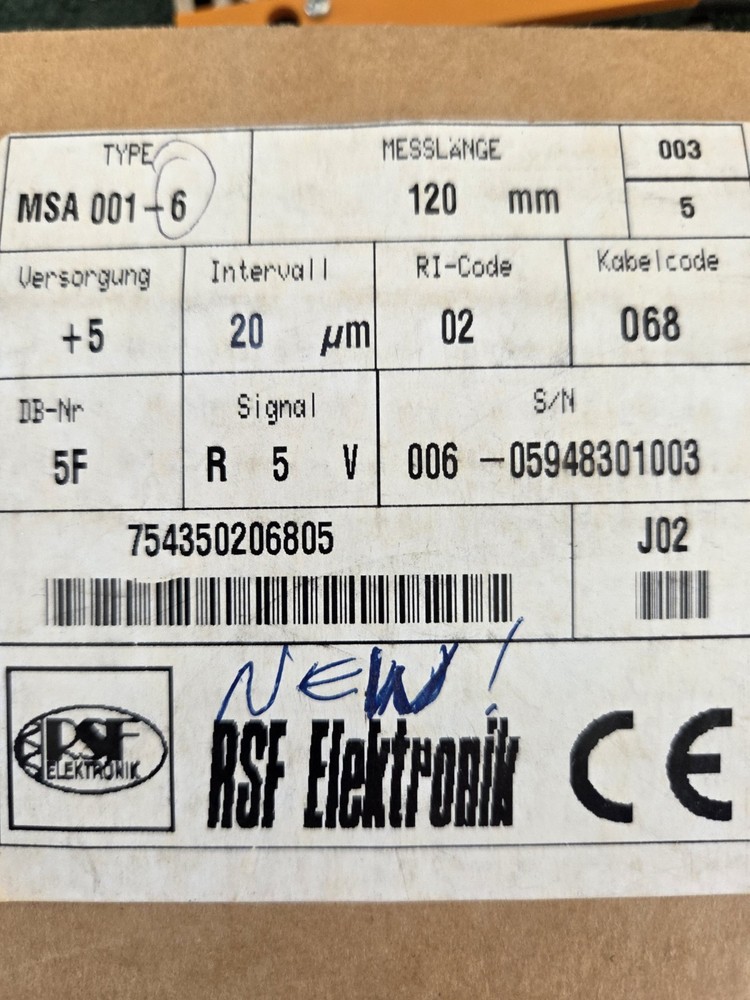 TYPE MESSLÄNGE 003
MSA 001-6 120 mm 5
Versorgung Intervall RI-Code Kabelcode
+5 20 µm 02 068
DB-Nr Signal S/N
5F R 5 V 006 -05948301003
754350206805 J02
NEW!
RSF
ELEKTRONIK
RSF Elektronik CE